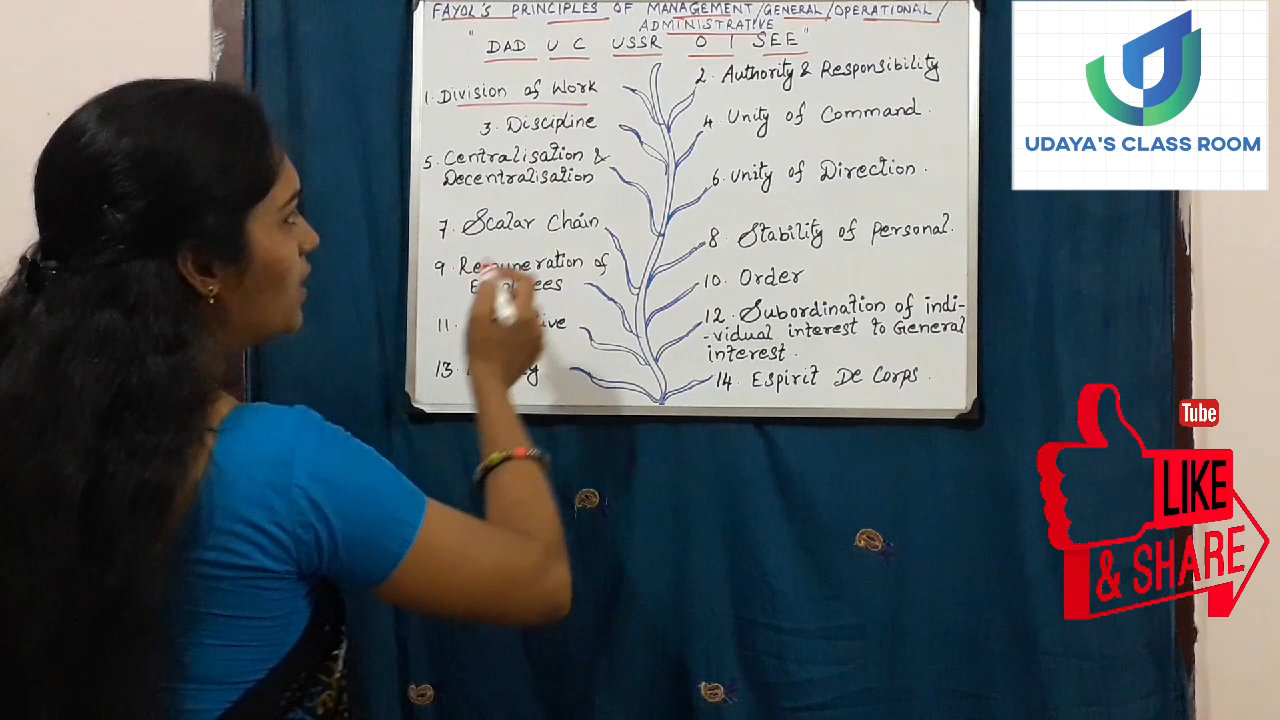 FAYOL'S PRINCIPLES OF MANAGEMENT/GENERAL/OPERATIONAL/
ADMINISTRATIVE
"DAD U C USSR O I SEE"
1. Division of Work
2. Authority & Responsibility
3. Discipline
4. Unity of Command.
5. Centralisation &
Decentralisation
6. Unity of Direction.
7. Scalar Chain
8. Stability of personal.
9. Remuneration of
10. Order
11.
12. Subordination of indi-
-vidual interest to General
interest.
13.
14. Espirit De Corps.
UDAYA'S CLASS ROOM
Tube
LIKE
& SHARE